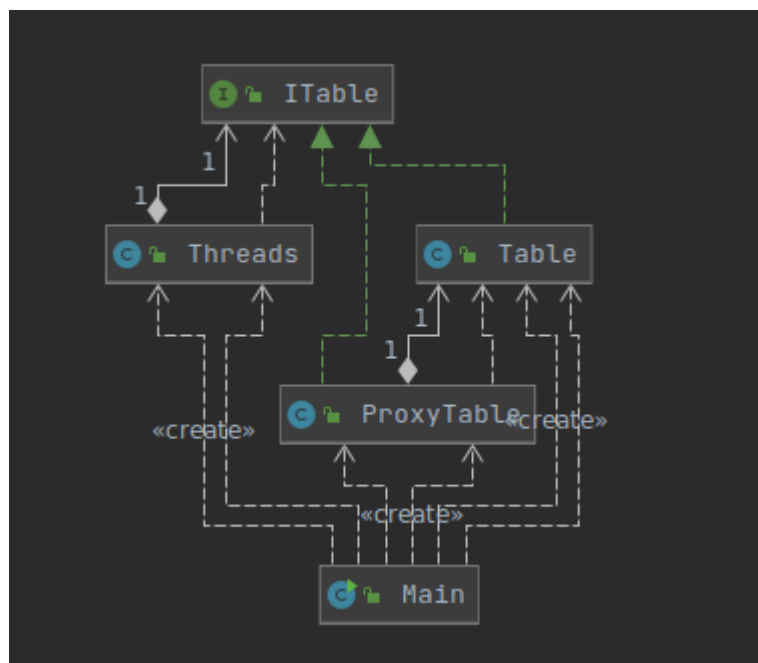 I ITable
1
1
C Threads
C Table
1
1
C ProxyTable
«create»
«create»
«create»
C Main